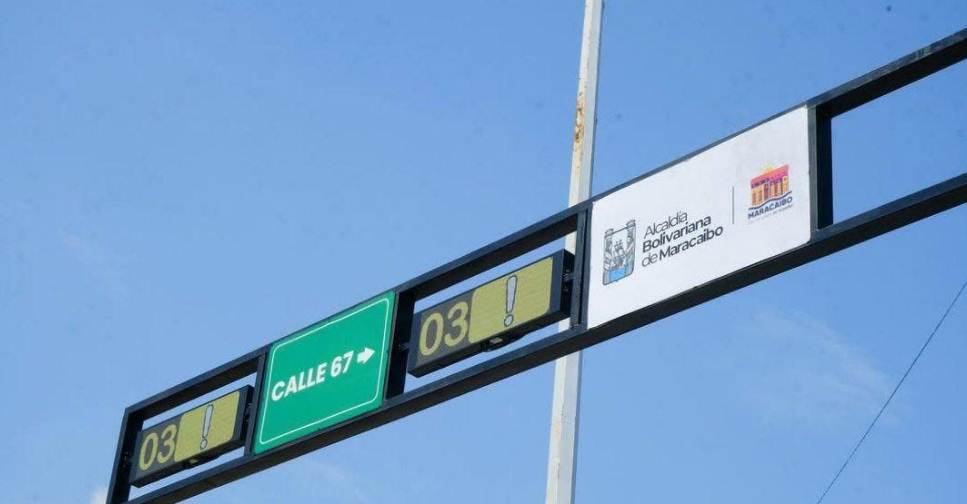 03 !
CALLE 67 →
03 !
Alcaldía
Bolivariana
de Maracaibo
MARACAIBO